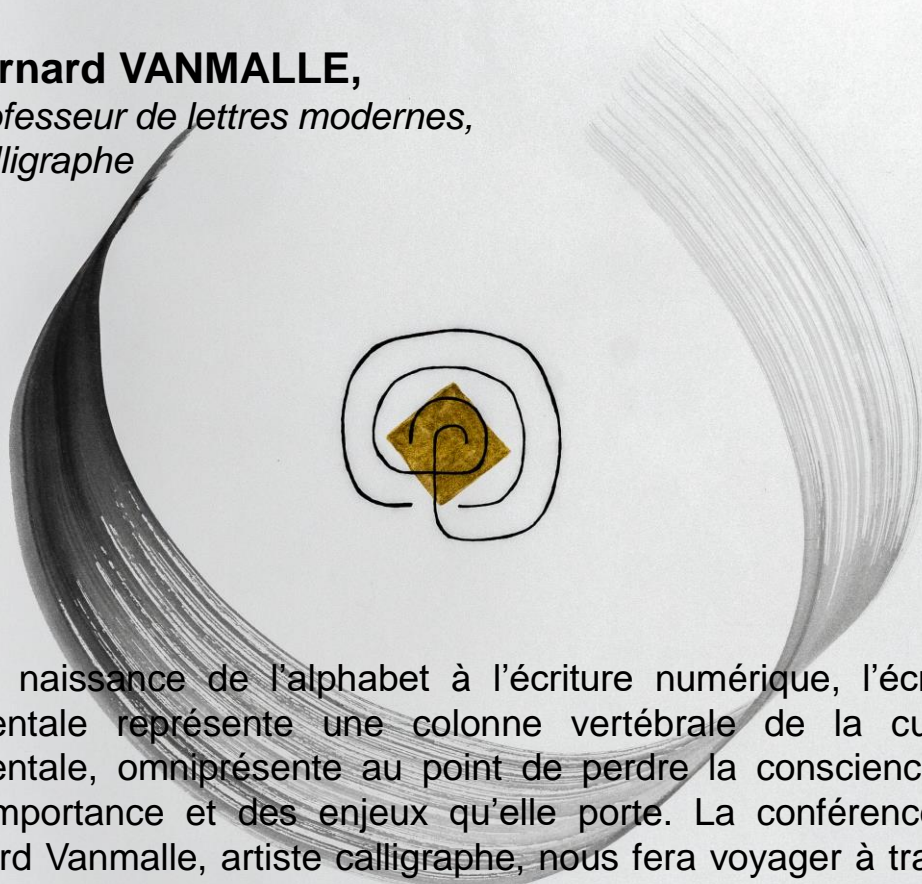 rnard VANMALLE,
ofesseur de lettres modernes,
lligraphe
naissance de l’alphabet à l’écriture numérique, l’écr
entale représente une colonne vertébrale de la cu
entale, omniprésente au point de perdre la conscienc
mportance et des enjeux qu’elle porte. La conférenc
rd Vanmalle, artiste calligraphe, nous fera voyager à tra